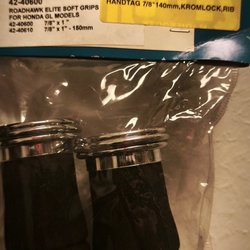 42-40600
ROADHAWK ELITE SOFT GRIPS
FOR HONDA GL MODELS
42-40600 7/8" x 1"
42-40610 7/8" x 1" - 150mm
HANDTAG 7/8"140mm,KROMLOCK,RIB